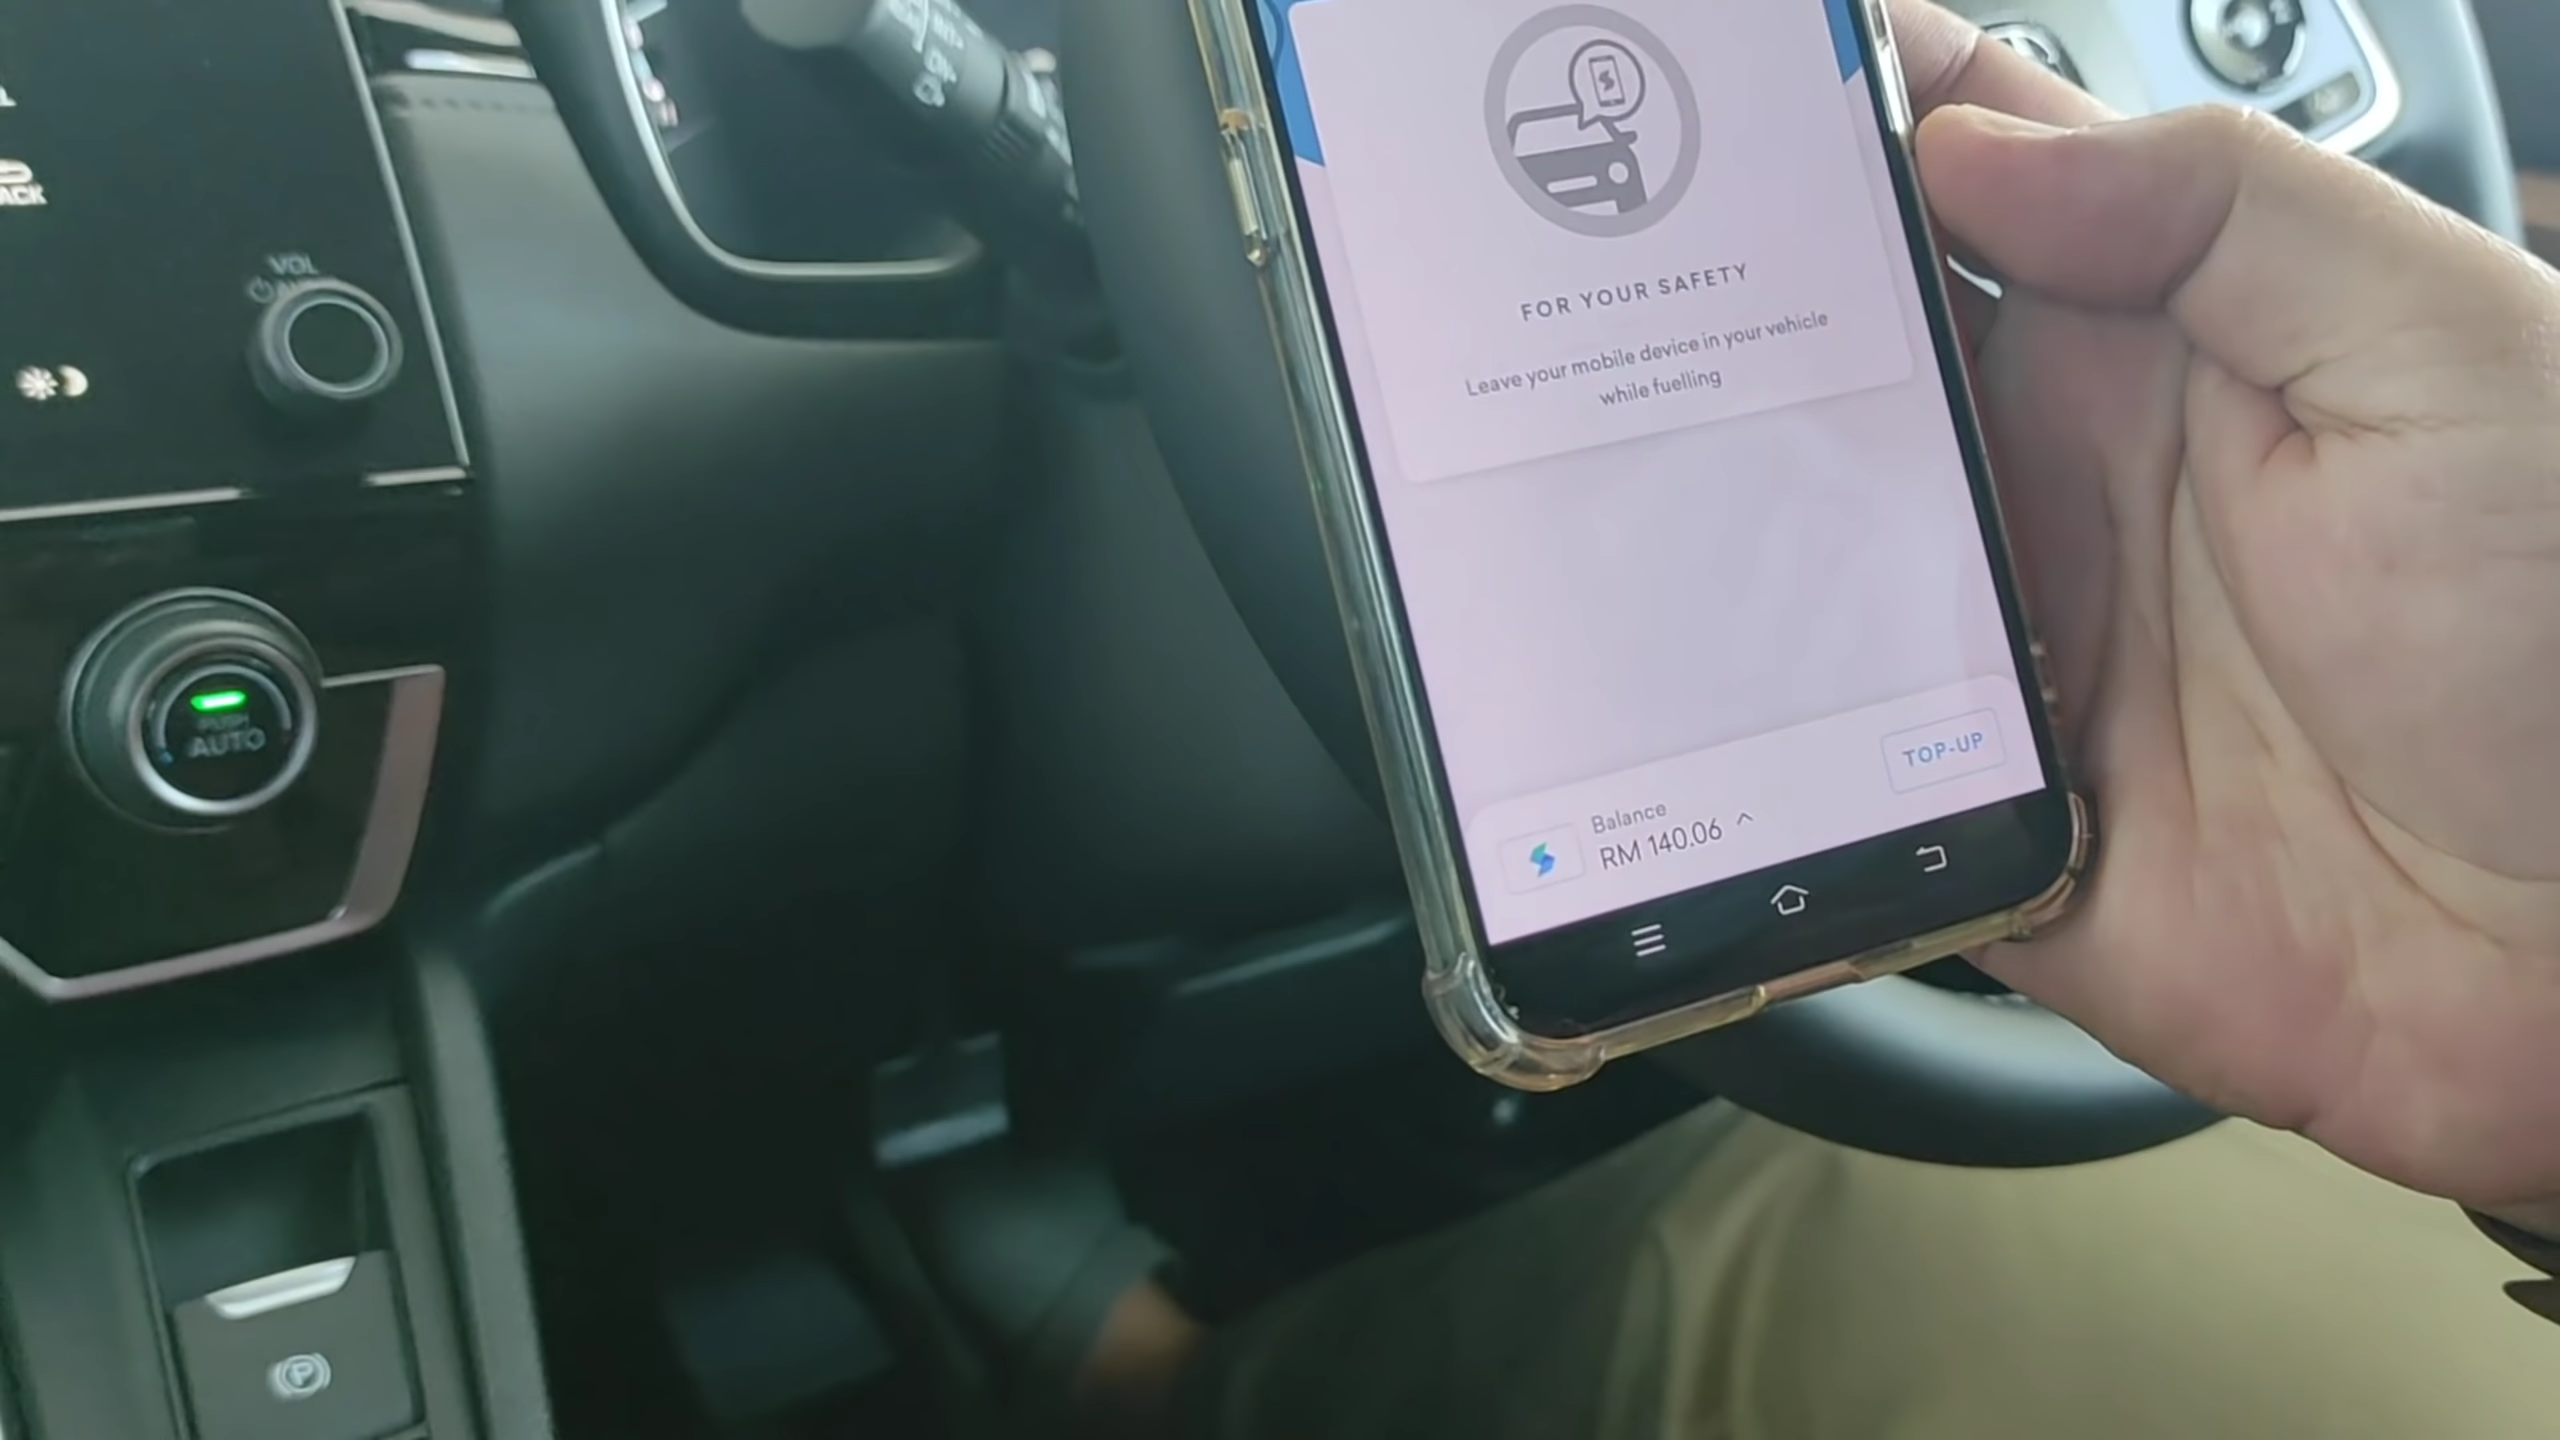 VOL
FOR YOUR SAFETY
Leave your mobile device in your vehicle
while fuelling
PUSH
AUTO
TOP-UP
Balance
RM 140.06
P